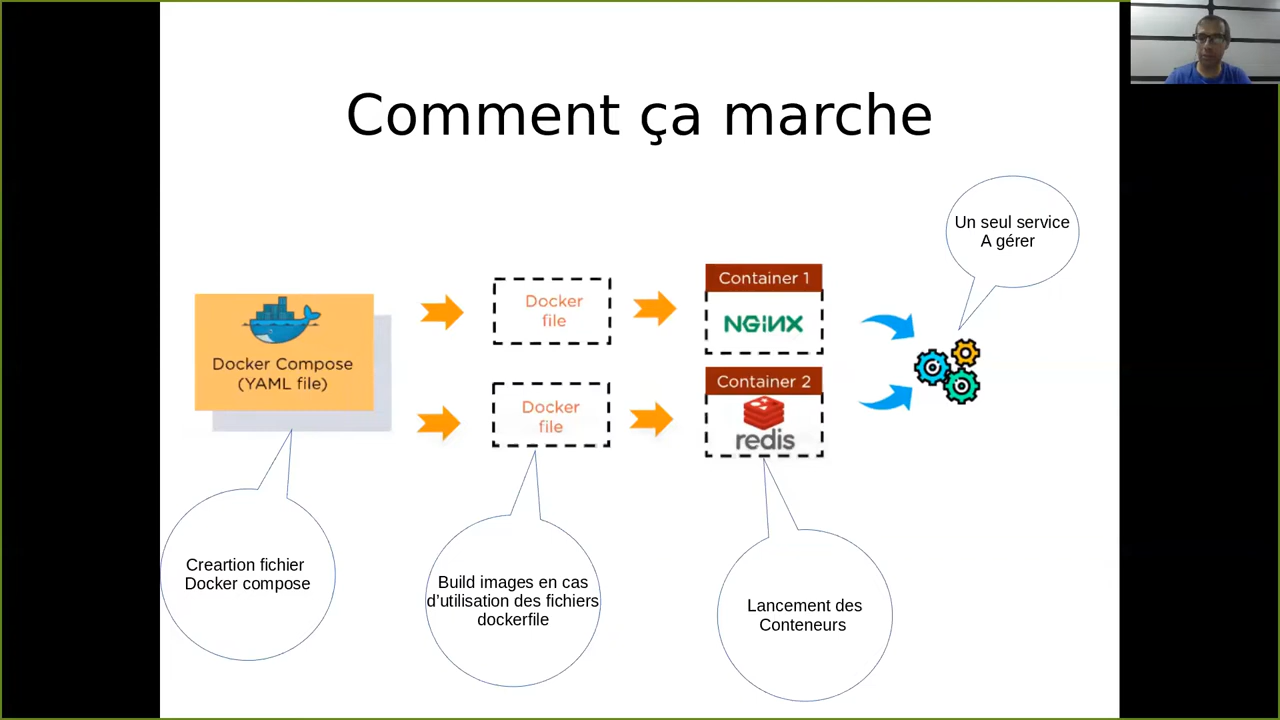 Comment ça marche
Un seul service
A gérer
Docker Compose
(YAML file)
Docker
file
Docker
file
Container 1
NGiNX
Container 2
redis
Creartion fichier
Docker compose
Build images en cas
d'utilisation des fichiers
dockerfile
Lancement des
Conteneurs